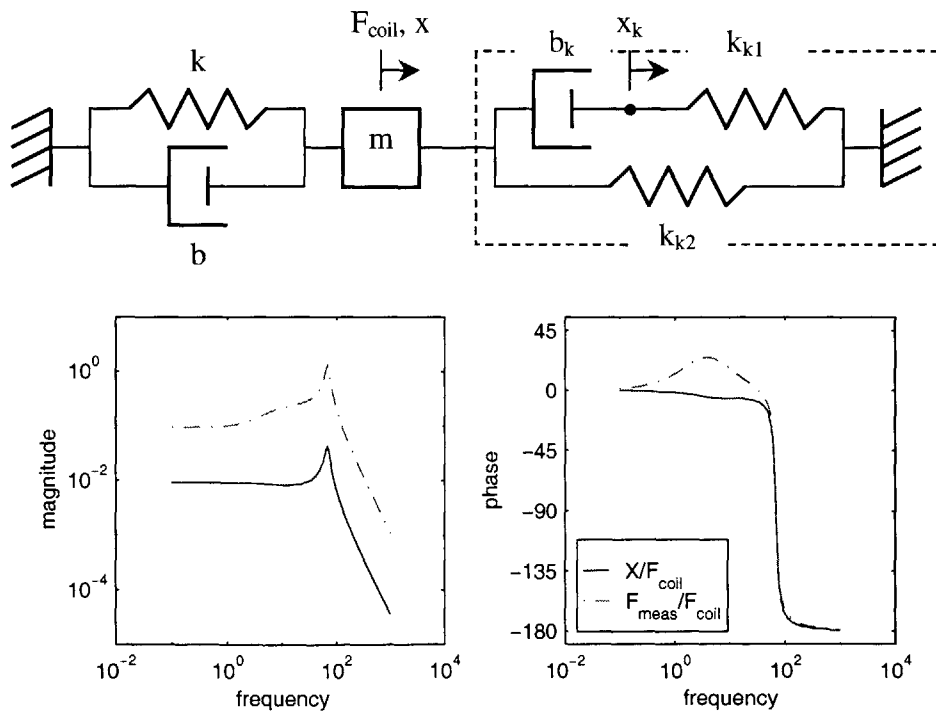 F_coil, x
k
m
b
b_k
x_k
k_k1
k_k2
magnitude
10^0
10^-2
10^-4
10^-2 10^0 10^2 10^4
frequency
phase
45
0
-45
-90
-135
-180
X/F_coil
F_meas/F_coil
10^-2 10^0 10^2 10^4
frequency